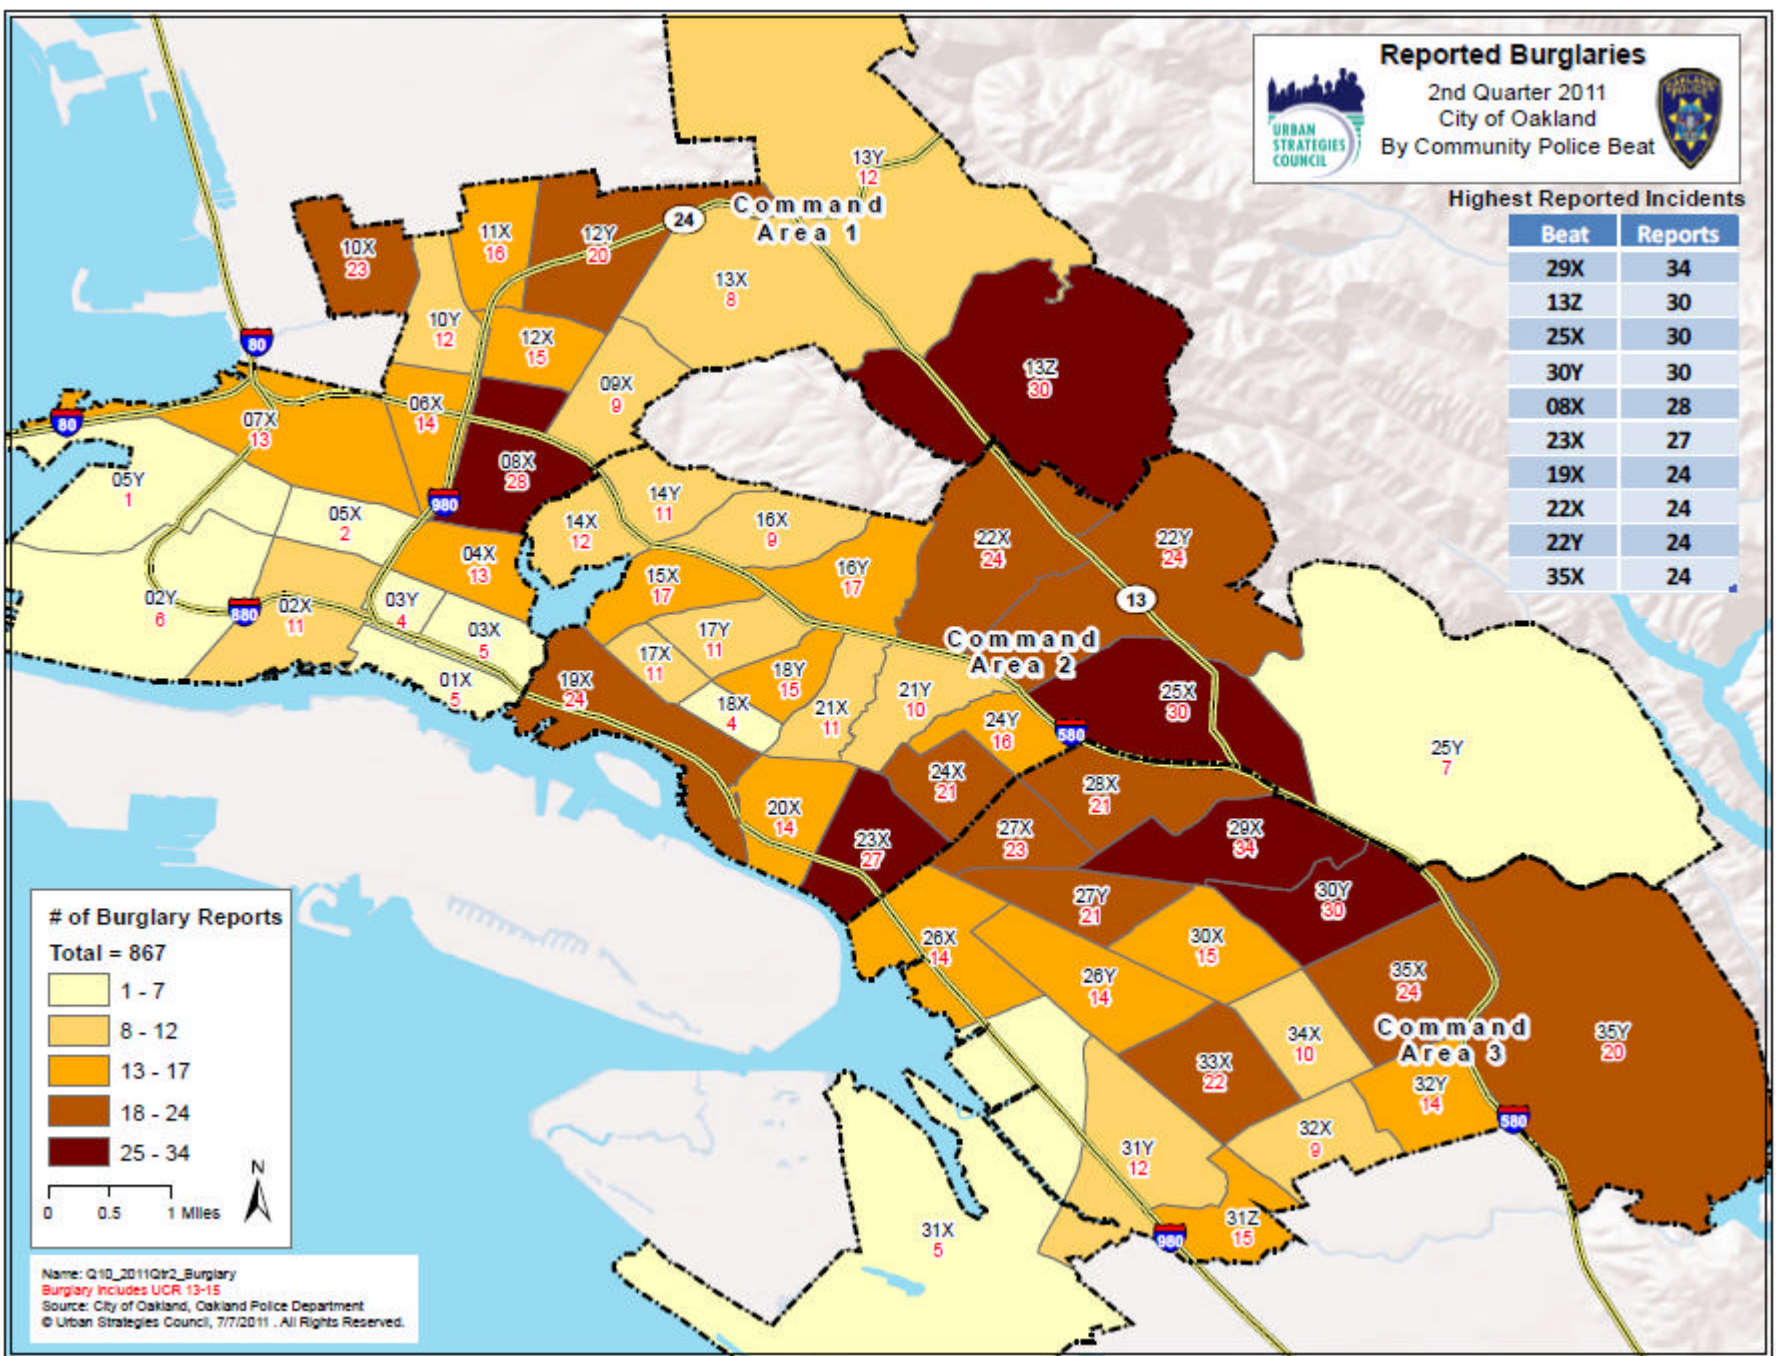 Reported Burglaries
2nd Quarter 2011
City of Oakland
By Community Police Beat
URBAN
STRATEGIES
COUNCIL
Highest Reported Incidents
Beat Reports
29X 34
13Z 30
25X 30
30Y 30
08X 28
23X 27
19X 24
22X 24
22Y 24
35X 24
13Y
12
Command
Area 1
24
10X
23
11X
16
12Y
20
13X
8
10Y
12
12X
15
80
13Z
30
09X
9
06X
14
07X
13
80
08X
28
05Y
1
980
14Y
11
05X
2
14X
12
16X
9
22X
24
22Y
24
04X
13
15X
17
16Y
17
02Y
6
880
02X
11
03Y
4
13
03X
5
17Y
11
Command
Area 2
17X
11
18Y
15
01X
5
19X
24
18X
4
21X
11
21Y
10
25X
30
24Y
16
580
25Y
7
24X
21
28X
21
20X
14
23X
27
27X
23
29X
34
27Y
21
30Y
30
26X
14
30X
15
26Y
14
35X
24
34X
10
Command
Area 3
35Y
20
33X
22
32Y
14
580
32X
9
31Y
12
31X
5
31Z
15
980
# of Burglary Reports
Total = 867
1 - 7
8 - 12
13 - 17
18 - 24
25 - 34
N
0 0.5 1 Miles
Name: Q10_2011Qtr2_Burglary
Burglary includes UCR 13-15
Source: City of Oakland, Oakland Police Department
© Urban Strategies Council, 7/7/2011 . All Rights Reserved.